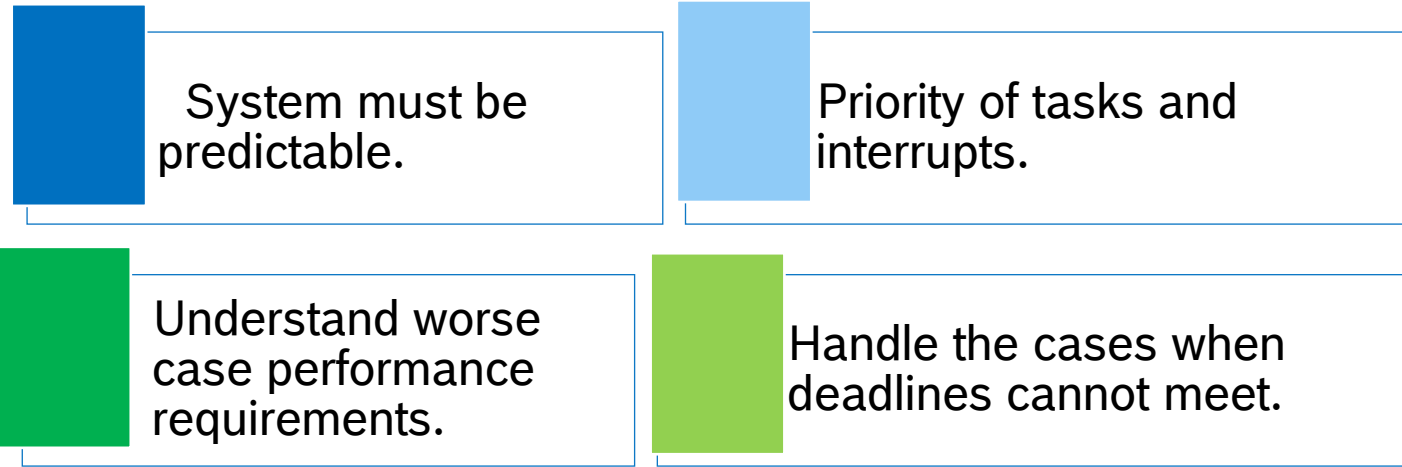 System must be
predictable.
Priority of tasks and
interrupts.
Understand worse
case performance
requirements.
Handle the cases when
deadlines cannot meet.